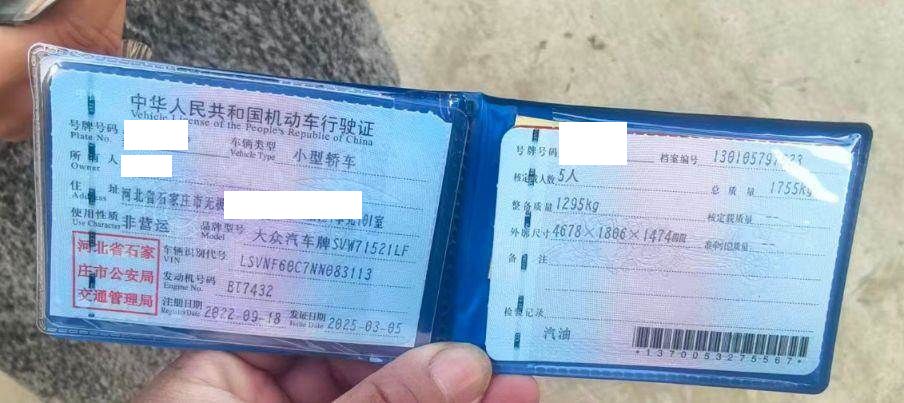 中华人民共和国机动车行驶证
Vehicle License of the People's Republic of China
号牌号码
Plate No.
车辆类型
Vehicle Type
小型轿车
所有人
Owner
住址
Address
河北省石家庄市无极
101室
使用性质
Use Character
非营运
品牌型号
Model
大众汽车牌SVW71521LF
河北省石家
庄市公安局
交通管理局
车辆识别代号
VIN
LSVNF60C7NN083113
发动机号码
Engine No.
BT7432
注册日期
Register Date
2022-09-18
发证日期
Issue Date
2025-03-05
号牌号码
档案编号
核定载人数
5人
总质量
1755kg
整备质量
1295kg
核定载质量
--
外廓尺寸
4678×1806×1474mm
准牵引总质量
--
备注
检验记录
汽油
*1370053275567*